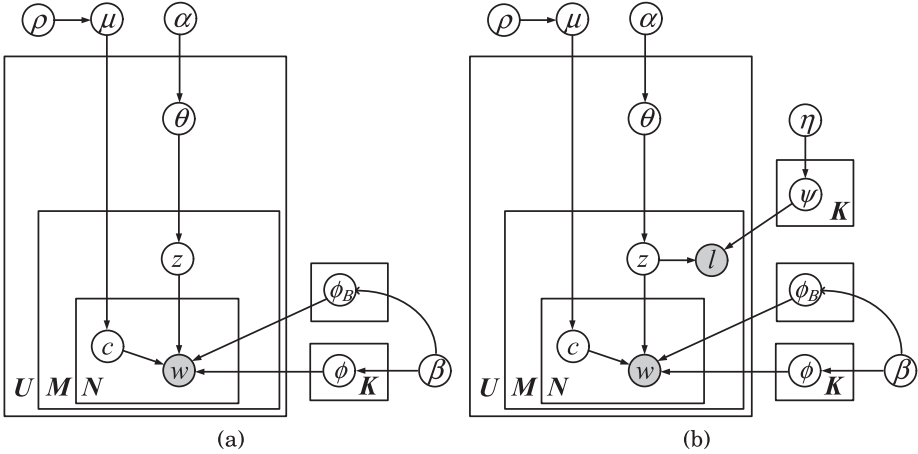 ρ μ α ρ μ α
θ θ η
ψ K
z z l
ϕB ϕB
c w ϕ β c w ϕ β
U M N K U M N K
(a) (b)